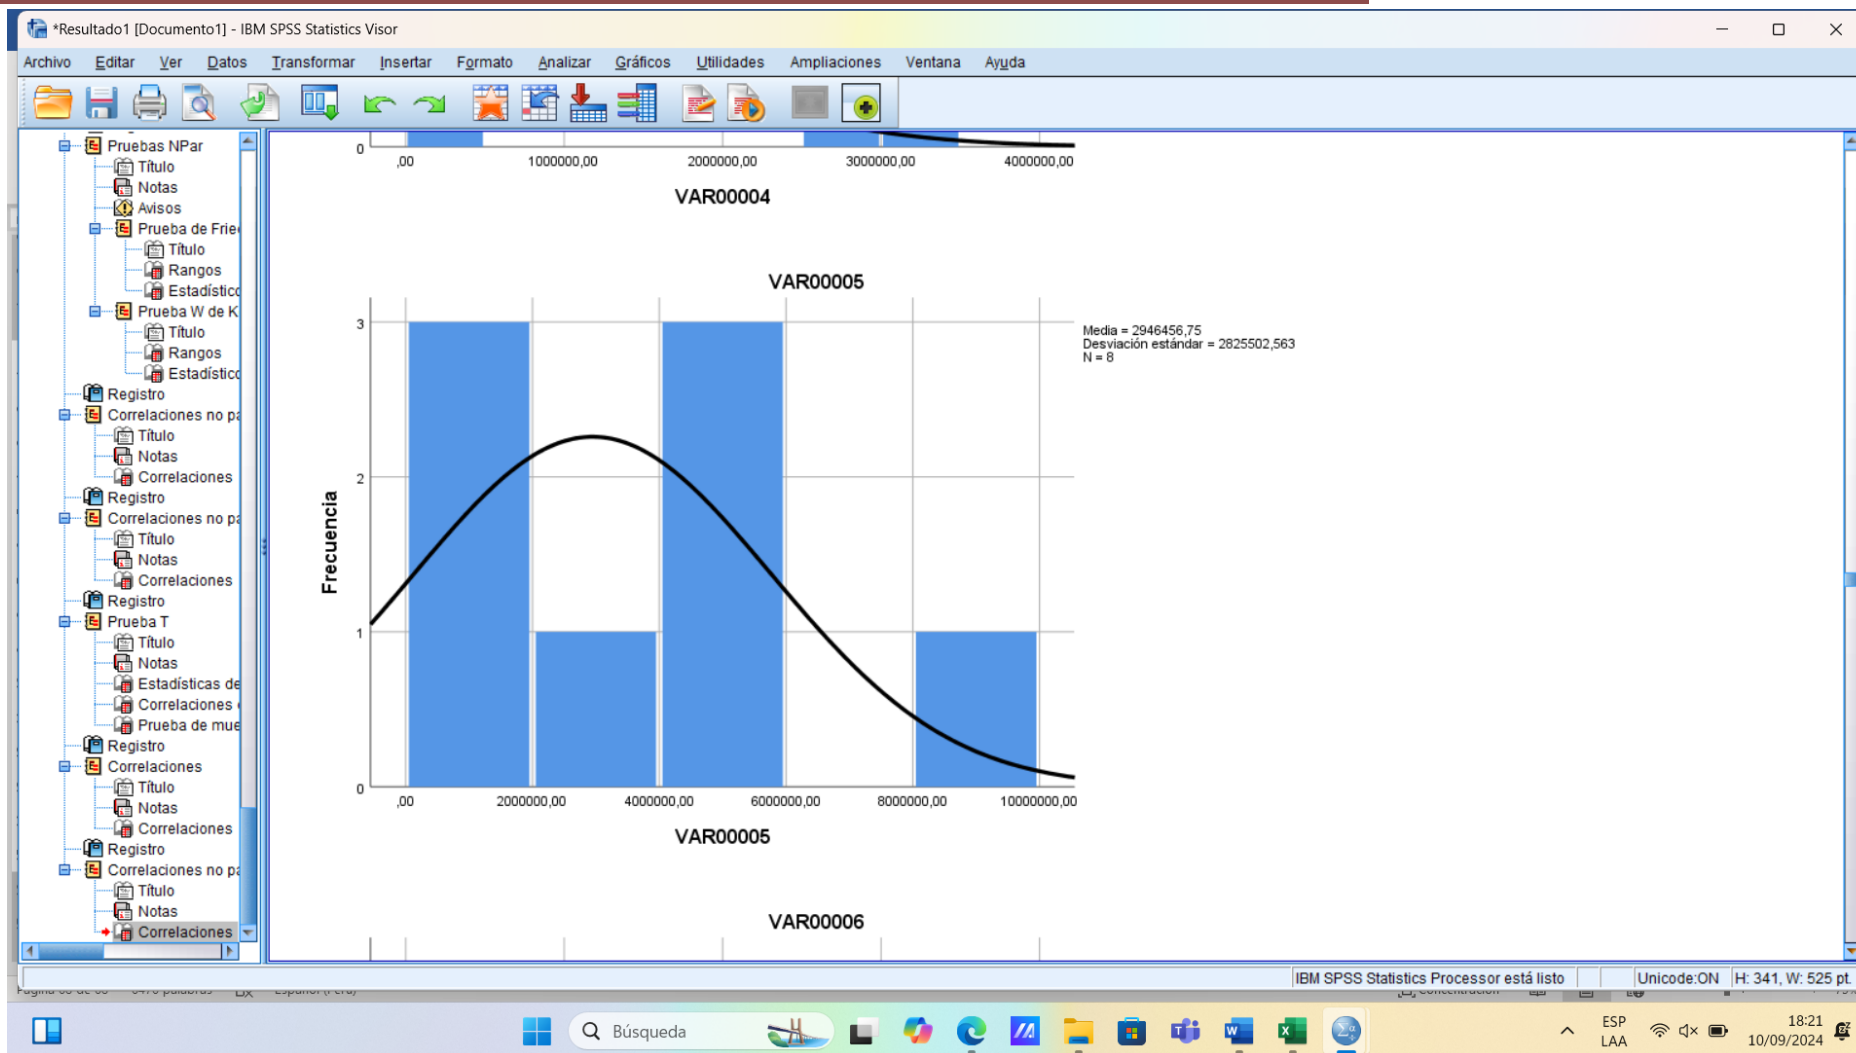 *Resultado1 [Documento1] - IBM SPSS Statistics Visor
Archivo Editar Ver Datos Transformar Insertar Formato Analizar Gráficos Utilidades Ampliaciones Ventana Ayuda
Pruebas NPar
Título
Notas
Avisos
Prueba de Frie
Título
Rangos
Estadístic
Prueba W de K
Título
Rangos
Estadístic
Registro
Correlaciones no pa
Título
Notas
Correlaciones
Registro
Correlaciones no pa
Título
Notas
Correlaciones
Registro
Prueba T
Título
Notas
Estadísticas de
Correlaciones
Prueba de mue
Registro
Correlaciones
Título
Notas
Correlaciones
Registro
Correlaciones no pa
Título
Notas
Correlaciones
0
,00 1000000,00 2000000,00 3000000,00 4000000,00
VAR00004
VAR00005
Media = 2946456,75
Desviación estándar = 2825502,563
N = 8
Frecuencia
3
2
1
0
,00 2000000,00 4000000,00 6000000,00 8000000,00 10000000,00
VAR00005
VAR00006
IBM SPSS Statistics Processor está listo Unicode:ON H: 341, W: 525 pt.
Búsqueda
ESP
LAA
18:21
10/09/2024